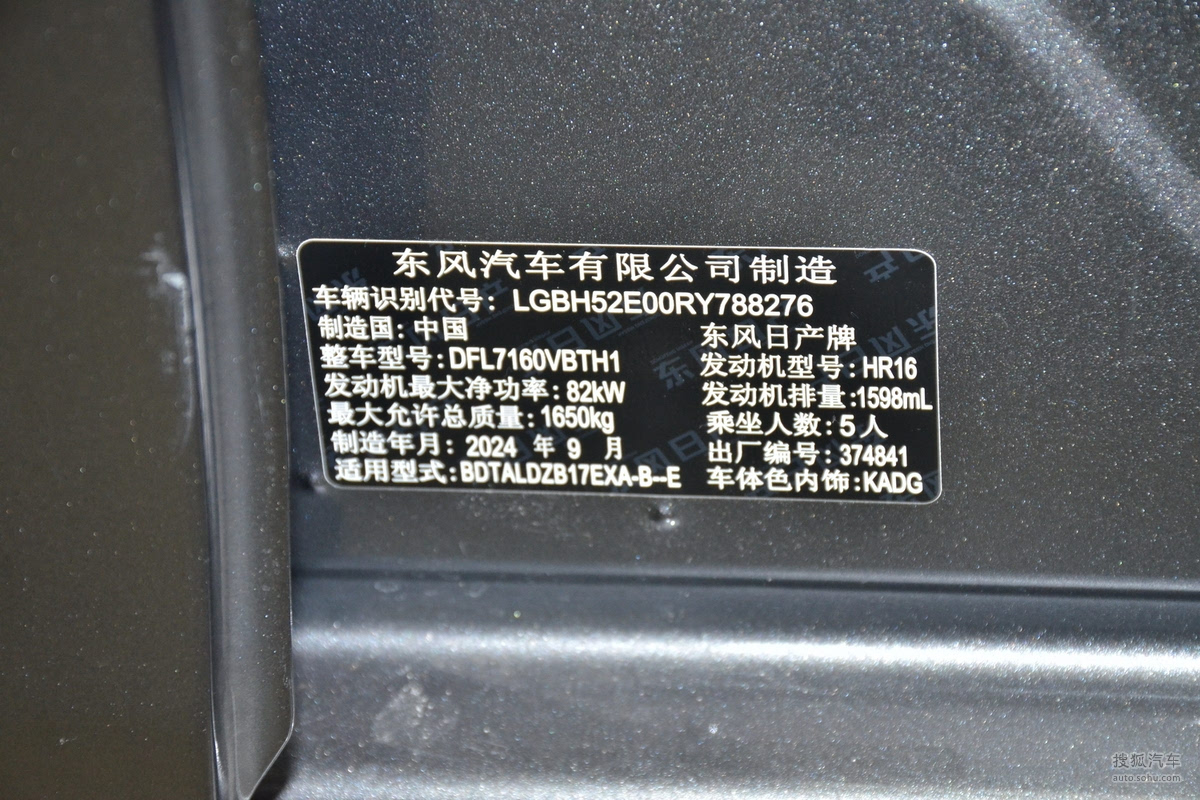 东风汽车有限公司制造
车辆识别代号：LGBH52E00RY788276
制造国：中国 东风日产牌
整车型号：DFL7160VBTH1 发动机型号：HR16
发动机最大净功率：82kW 发动机排量：1598mL
最大允许总质量：1650kg 乘坐人数：5人
制造年月：2024 年 9 月 出厂编号：374841
适用型式：BDTALDZB17EXA-B--E 车体色内饰：KADG
搜狐汽车
auto.sohu.com